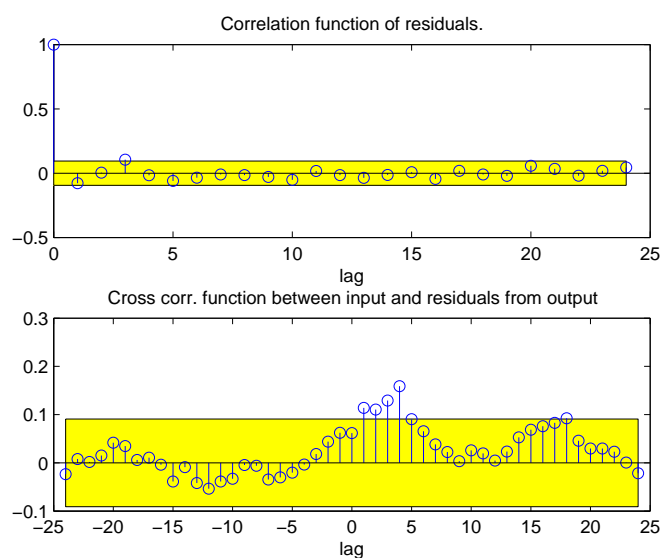 Correlation function of residuals.
1
0.5
0
−0.5
0 5 10 15 20 25
lag
Cross corr. function between input and residuals from output
0.3
0.2
0.1
0
−0.1
−25 −20 −15 −10 −5 0 5 10 15 20 25
lag